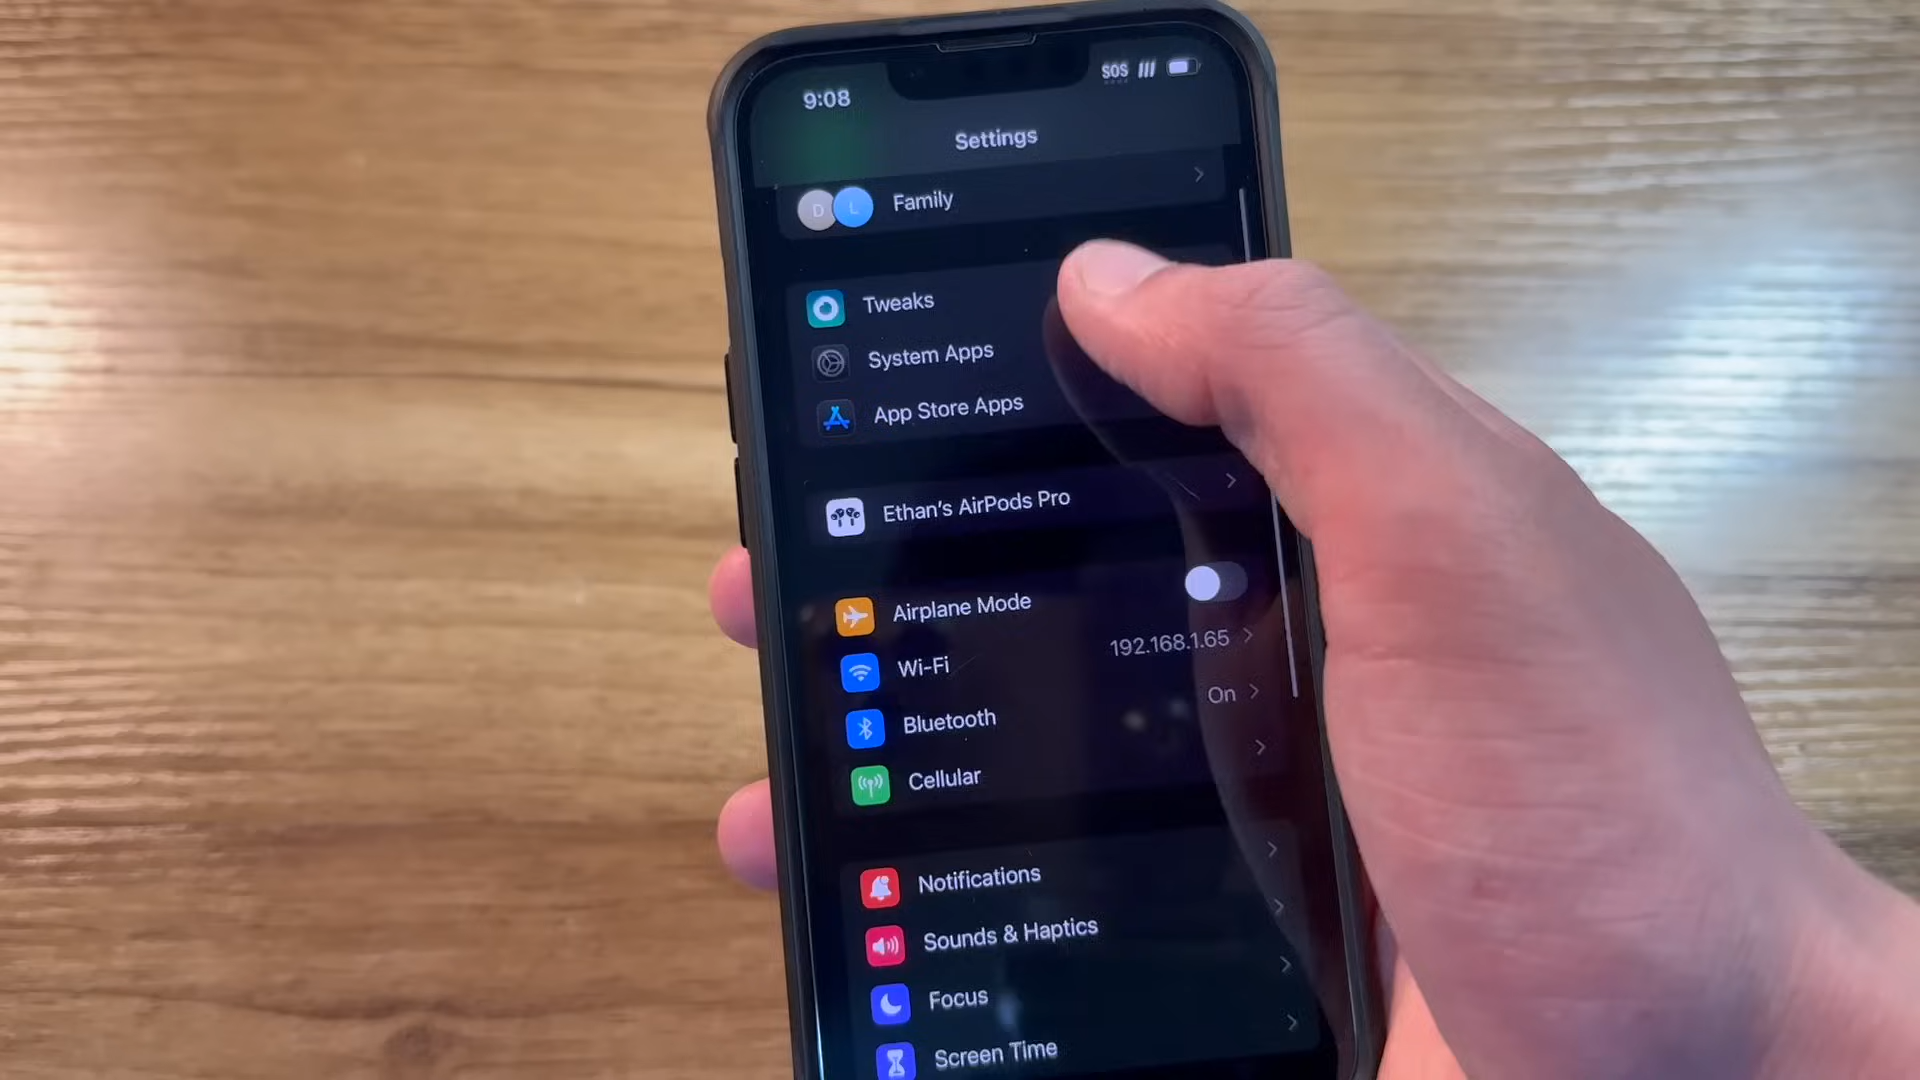 9:08
SOS
Settings
D
L
Family
Tweaks
System Apps
App Store Apps
Ethan's AirPods Pro
Airplane Mode
Wi-Fi
192.168.1.65
Bluetooth
On
Cellular
Notifications
Sounds & Haptics
Focus
Screen Time